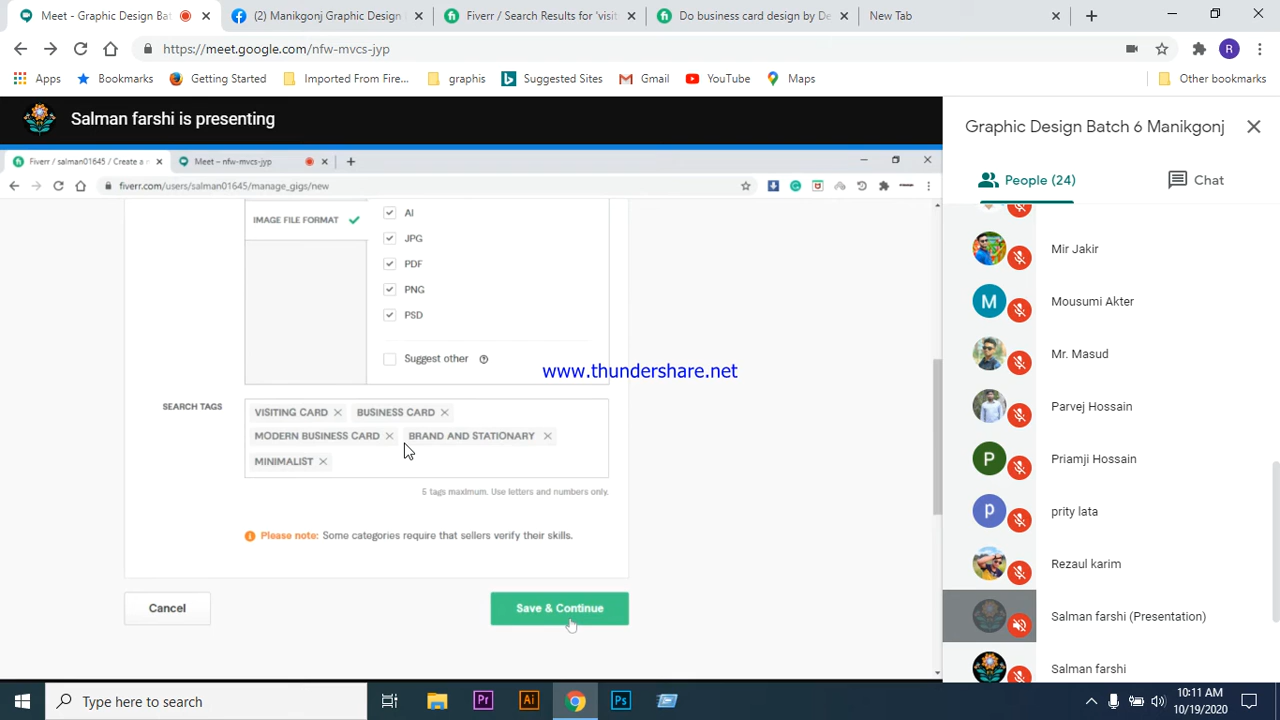 Meet - Graphic Design Bat
(2) Manikgonj Graphic Design
Fiverr / Search Results for 'visit
Do business card design by De
New Tab
https://meet.google.com/nfw-mvcs-jyp
R
Apps
Bookmarks
Getting Started
Imported From Fire...
graphis
Suggested Sites
Gmail
YouTube
Maps
Other bookmarks
Salman farshi is presenting
Graphic Design Batch 6 Manikgonj
People (24)
Chat
Fiverr / salman01645 / Create a n
Meet – nfw-mvcs-jyp
fiverr.com/users/salman01645/manage_gigs/new
IMAGE FILE FORMAT
AI
JPG
PDF
PNG
PSD
Suggest other
www.thundershare.net
SEARCH TAGS
VISITING CARD
BUSINESS CARD
MODERN BUSINESS CARD
BRAND AND STATIONARY
MINIMALIST
5 tags maximum. Use letters and numbers only.
Please note: Some categories require that sellers verify their skills.
Cancel
Save & Continue
Mir Jakir
M
Mousumi Akter
Mr. Masud
Parvej Hossain
P
Priamji Hossain
p
prity lata
Rezaul karim
Salman farshi (Presentation)
Salman farshi
Type here to search
Pr
Ai
Ps
10:11 AM
10/19/2020